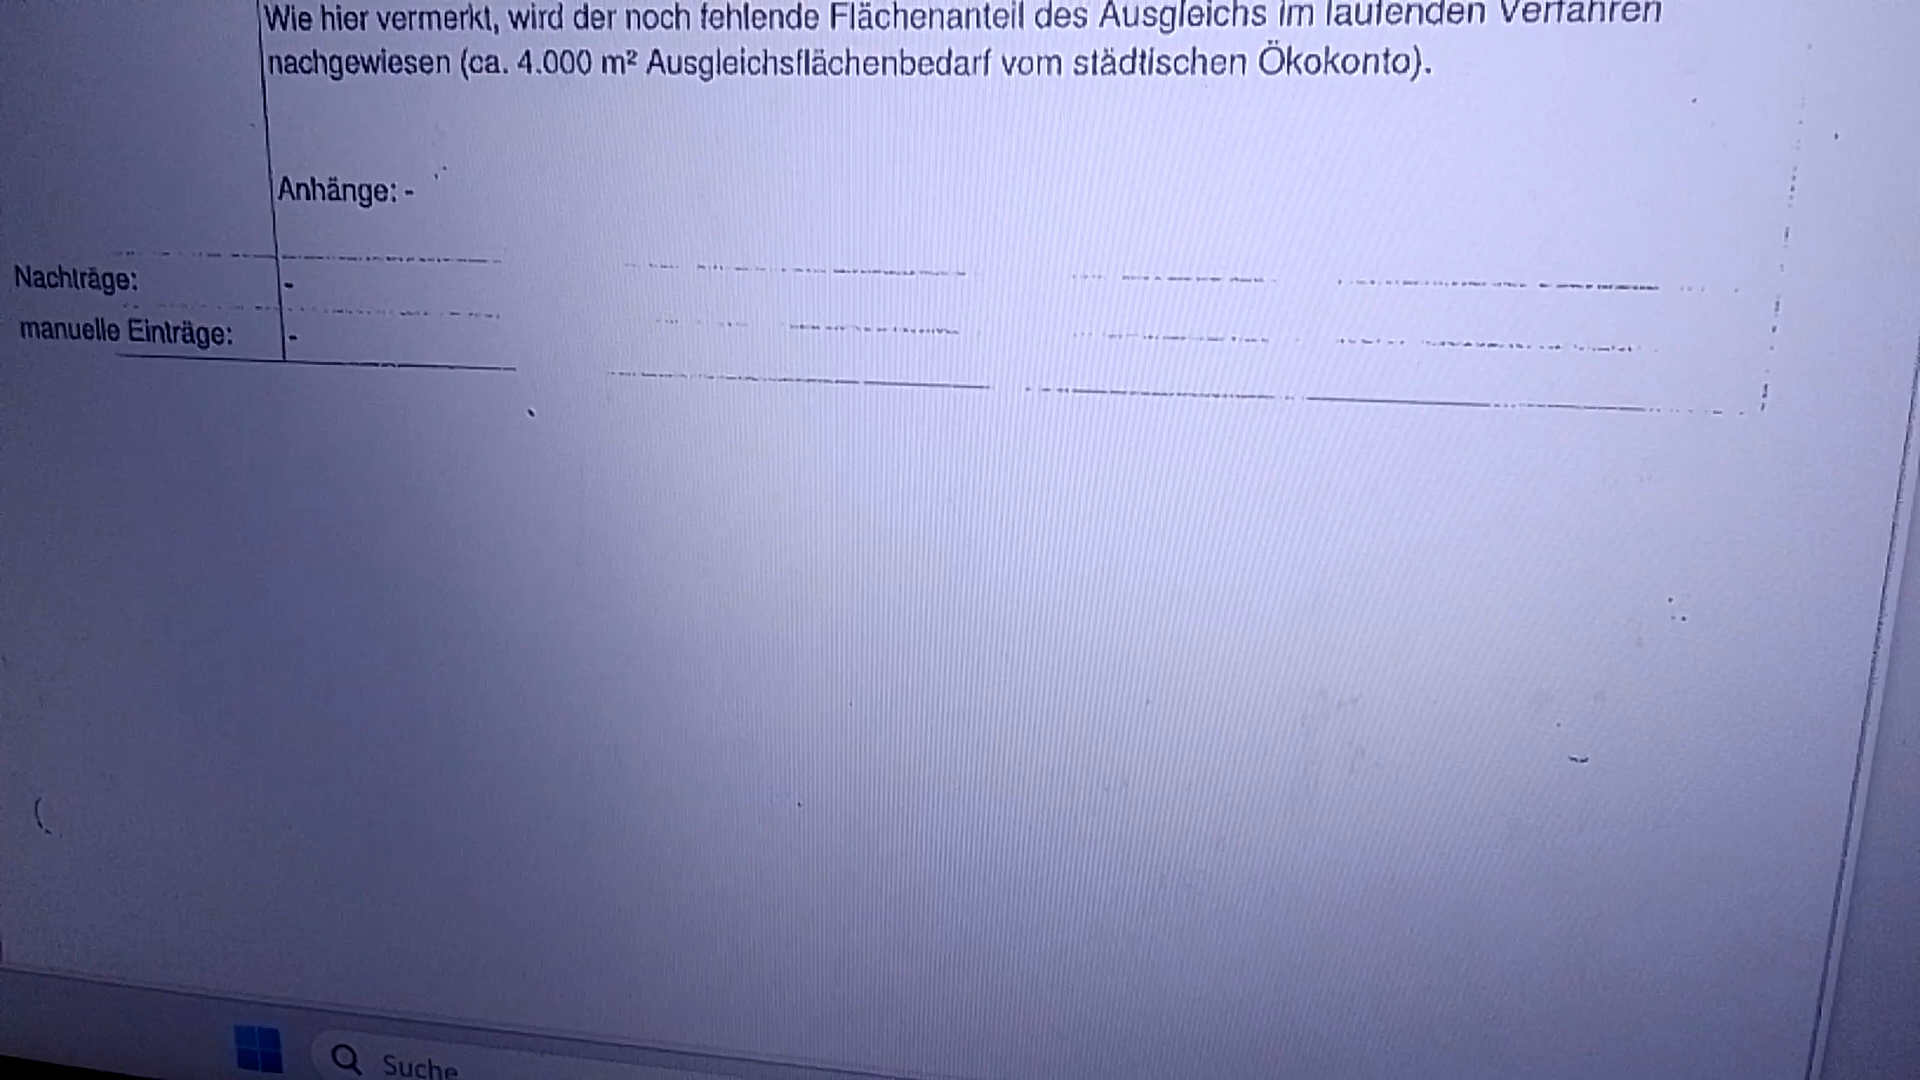 Wie hier vermerkt, wird der noch fehlende Flächenanteil des Ausgleichs im laufenden Verfahren
nachgewiesen (ca. 4.000 m² Ausgleichsflächenbedarf vom städtischen Ökokonto).
Anhänge: -
Nachträge: -
manuelle Einträge: -
Suche